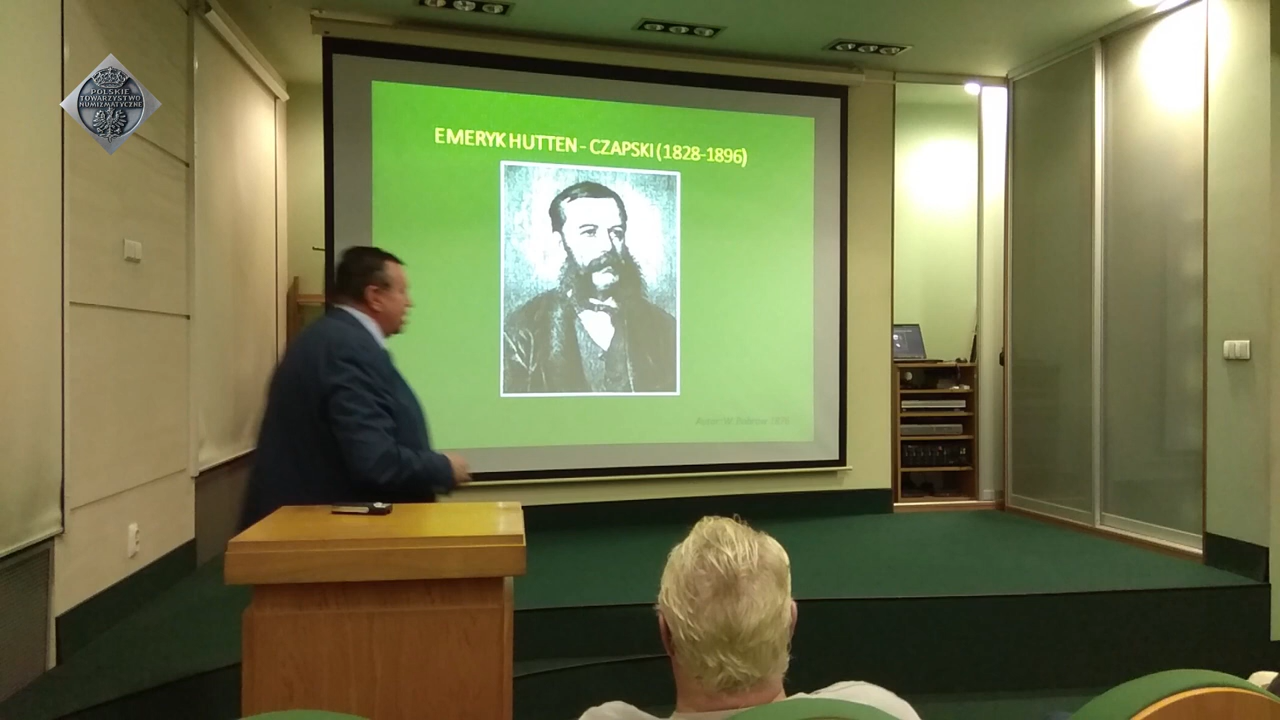 POLSKIE
TOWARZYSTWO
NUMIZMATYCZNE
EMERYK HUTTEN - CZAPSKI (1828-1896)